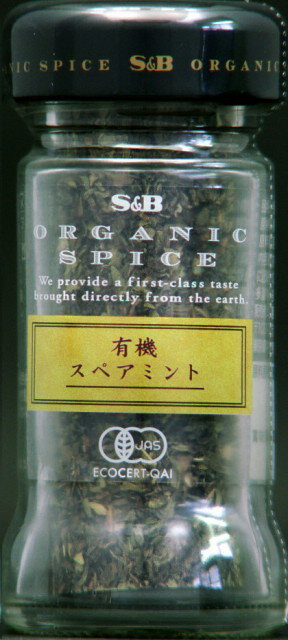 ANIC SPICE S&B ORGANIC
S&B
ORGANIC
SPICE
We provide a first-class taste
brought directly from the earth.
有機
スペアミント
JAS
ECOCERT-QAI